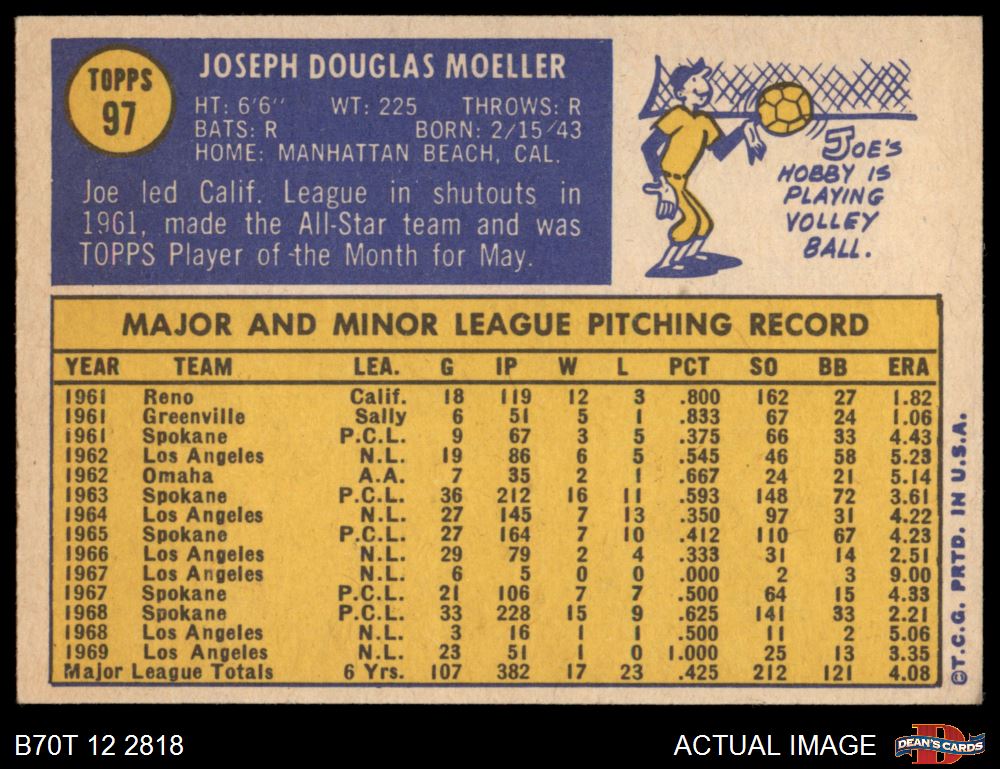 TOPPS
97
JOSEPH DOUGLAS MOELLER
HT: 6'6" WT: 225 THROWS: R
BATS: R BORN: 2/15/43
HOME: MANHATTAN BEACH, CAL.
Joe led Calif. League in shutouts in
1961, made the All-Star team and was
TOPPS Player of the Month for May.
JOE'S
HOBBY IS
PLAYING
VOLLEY
BALL.
MAJOR AND MINOR LEAGUE PITCHING RECORD
YEAR TEAM LEA. G IP W L PCT SO BB ERA
1961 Reno Calif. 18 119 12 3 .800 162 27 1.82
1961 Greenville Sally 6 51 5 1 .833 67 24 1.06
1961 Spokane P.C.L. 9 67 3 5 .375 66 33 4.43
1962 Los Angeles N.L. 19 86 6 5 .545 46 58 5.23
1962 Omaha A.A. 7 35 2 1 .667 24 21 5.14
1963 Spokane P.C.L. 36 212 16 11 .593 148 72 3.61
1964 Los Angeles N.L. 27 145 7 13 .350 97 31 4.22
1965 Spokane P.C.L. 27 164 7 10 .412 110 67 4.23
1966 Los Angeles N.L. 29 79 2 4 .333 31 14 2.51
1967 Los Angeles N.L. 6 5 0 0 .000 2 3 9.00
1967 Spokane P.C.L. 21 106 7 7 .500 64 15 4.33
1968 Spokane P.C.L. 33 228 15 9 .625 141 33 2.21
1968 Los Angeles N.L. 3 16 1 1 .500 11 2 5.06
1969 Los Angeles N.L. 23 51 1 0 1.000 25 13 3.35
Major League Totals 6 Yrs. 107 382 17 23 .425 212 121 4.08
©T.C.G. PRTD. IN U.S.A.
B70T 12 2818
ACTUAL IMAGE
D
DEAN'S CARDS